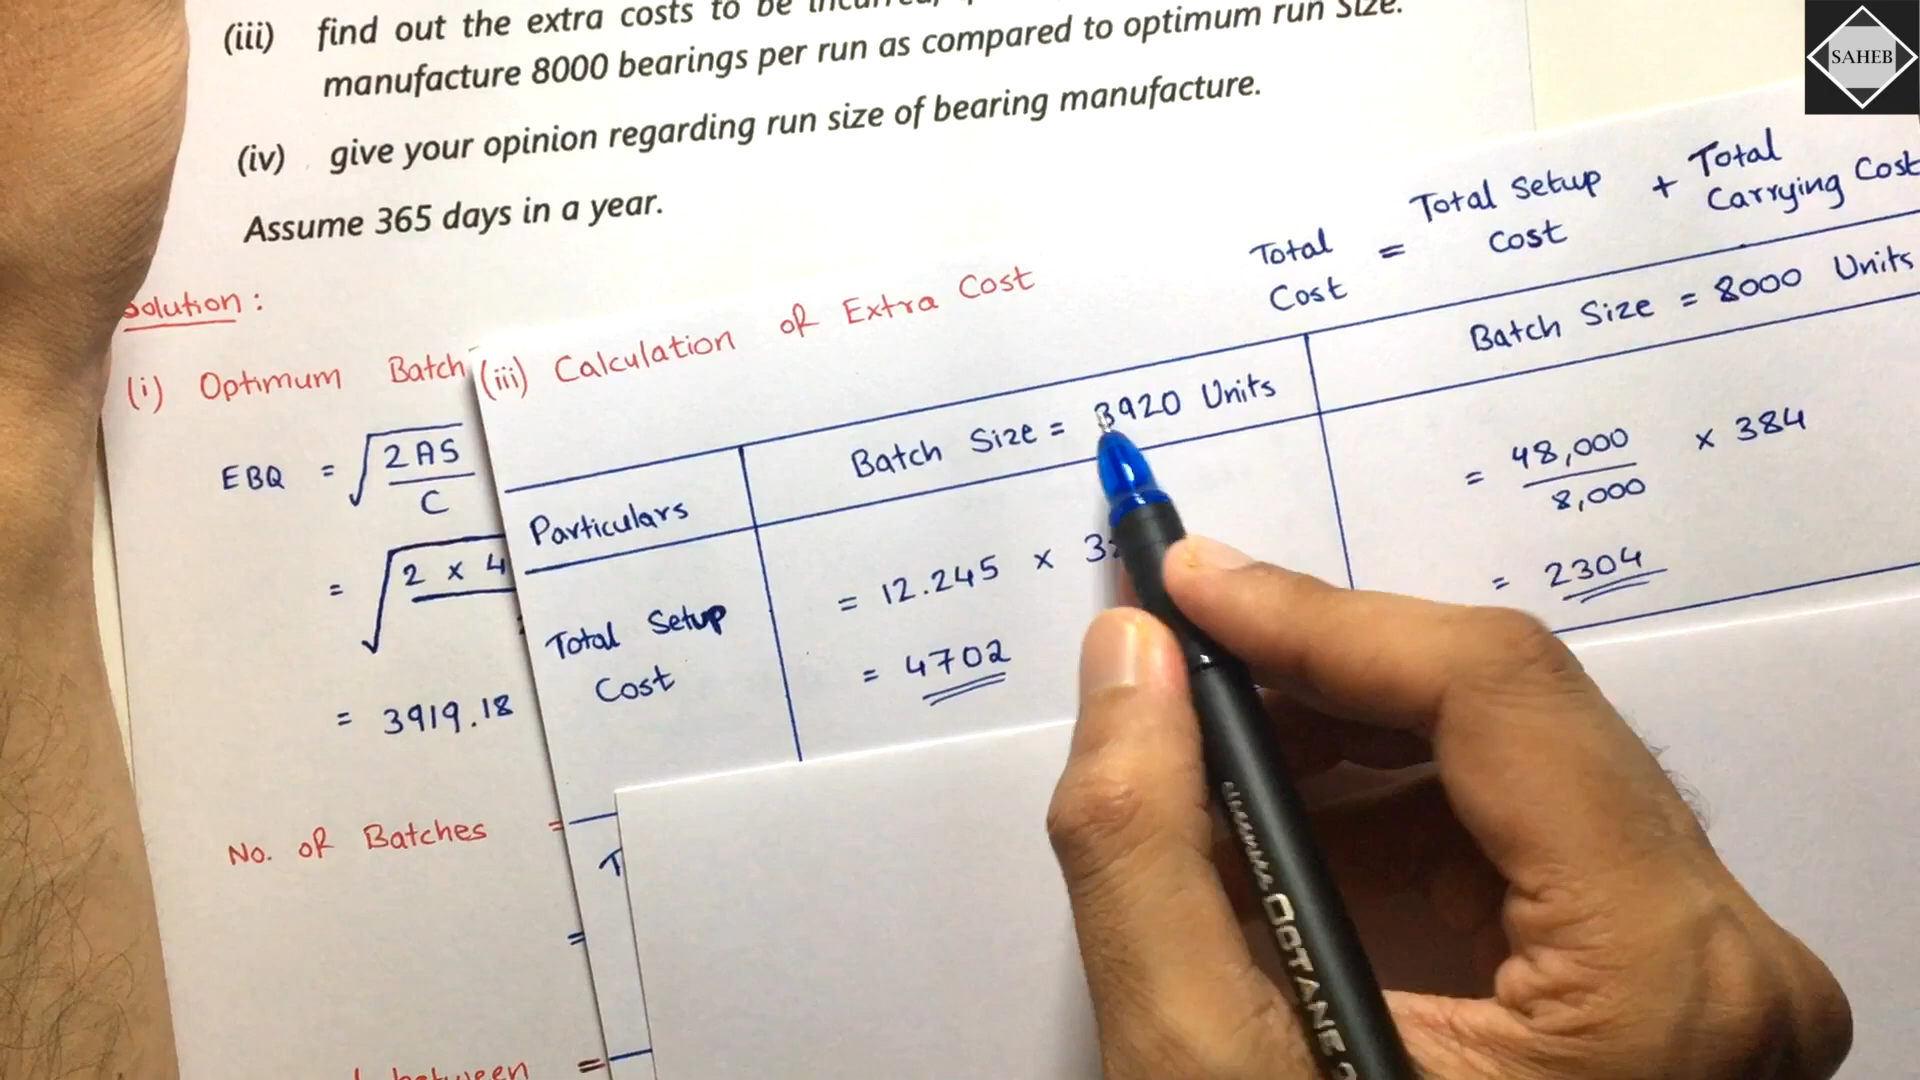 (iii) find out the extra costs to be
manufacture 8000 bearings per run as compared to optimum run size.
(iv) give your opinion regarding run size of bearing manufacture.
Assume 365 days in a year.
SAHEB
Solution :
(i) Optimum Batch
EBQ = √ 2AS
C
= √ 2 × 4
= 3919.18
No. of Batches =
=
between =
(iii) Calculation of Extra Cost
Total Cost = Total Setup Cost + Total Carrying Cost
Particulars
Batch Size = 3920 Units
Batch Size = 8000 Units
Total Setup Cost
= 12.245 × 3
= 4702
= 48,000
8,000
× 384
= 2304
T
DOTANE